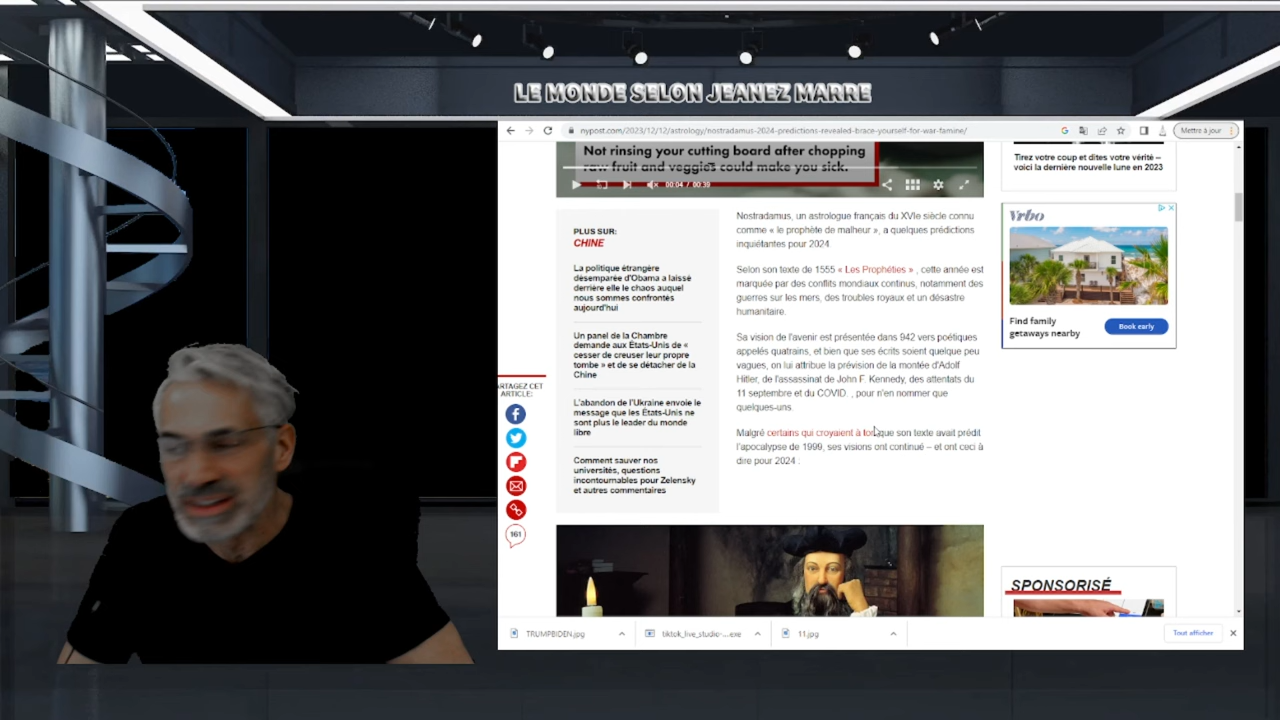 LE MONDE SELON JEANEZ MARRE
nypost.com/2023/12/12/astrology/nostradamus-2024-predictions-revealed-brace-yourself-for-war-famine/
Mettre à jour
Not rinsing your cutting board after chopping
raw fruit and veggies could make you sick.
00:04 / 00:39
PLUS SUR:
CHINE
La politique étrangère
désemparée d'Obama a laissé
derrière elle le chaos auquel
nous sommes confrontés
aujourd'hui
Un panel de la Chambre
demande aux États-Unis de «
cesser de creuser leur propre
tombe » et de se détacher de la
Chine
L'abandon de l'Ukraine envoie le
message que les États-Unis ne
sont plus le leader du monde
libre
Comment sauver nos
universités, questions
incontournables pour Zelensky
et autres commentaires
RTAGEZ CET
ARTICLE:
161
Nostradamus, un astrologue français du XVIe siècle connu
comme « le prophète de malheur », a quelques prédictions
inquiétantes pour 2024
Selon son texte de 1555 « Les Prophéties » , cette année est
marquée par des conflits mondiaux continus, notamment des
guerres sur les mers, des troubles royaux et un désastre
humanitaire.
Sa vision de l'avenir est présentée dans 942 vers poétiques
appelés quatrains, et bien que ses écrits soient quelque peu
vagues, on lui attribue la prévision de la montée d'Adolf
Hitler, de l'assassinat de John F. Kennedy, des attentats du
11 septembre et du COVID. , pour n'en nommer que
quelques-uns.
Malgré certains qui croyaient à tort que son texte avait prédit
l'apocalypse de 1999, ses visions ont continué – et ont ceci à
dire pour 2024 :
Tirez votre coup et dites votre vérité –
voici la dernière nouvelle lune en 2023
Vrbo
Find family
getaways nearby
Book early
SPONSORISÉ
TRUMPBIDEN.jpg
tiktok_live_studio-....exe
11.jpg
Tout afficher